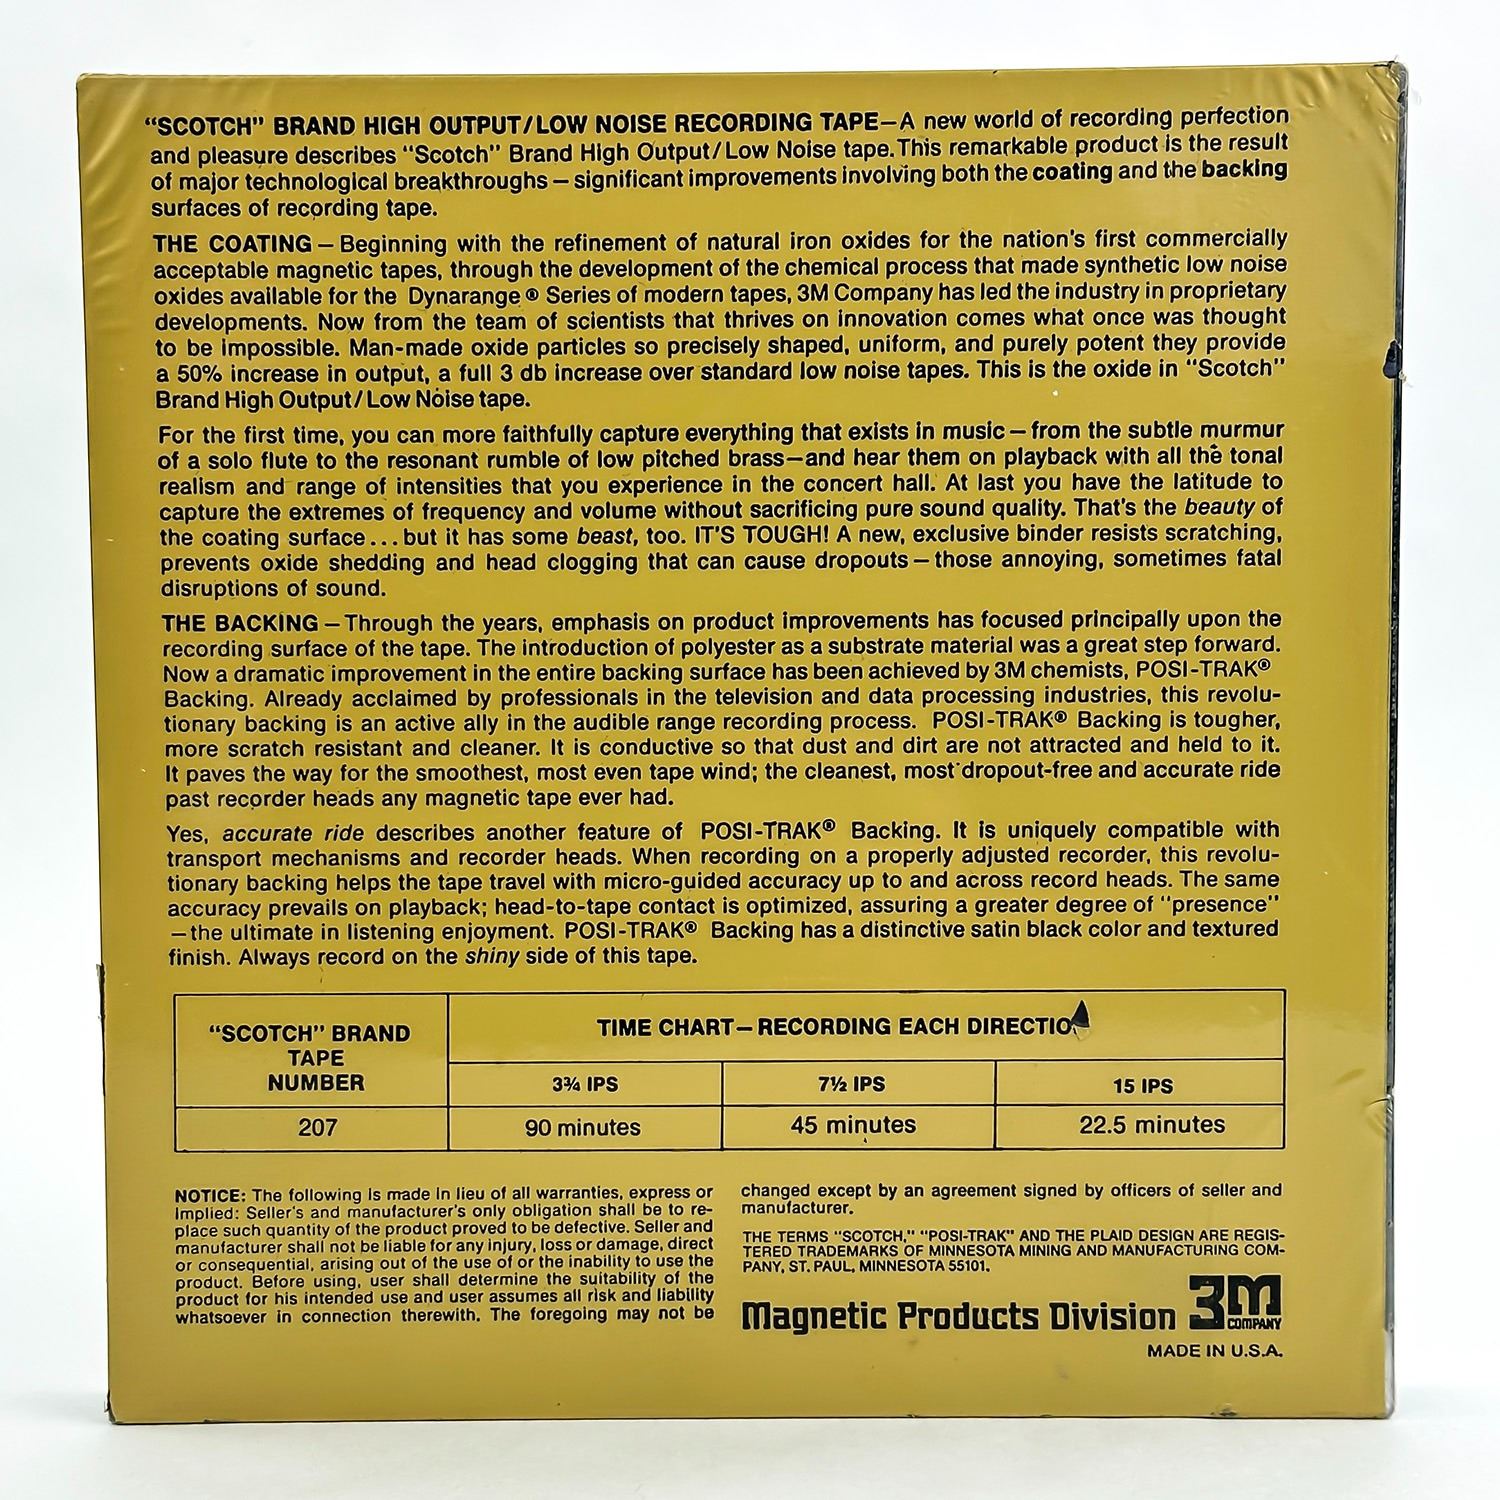 “SCOTCH” BRAND HIGH OUTPUT/LOW NOISE RECORDING TAPE—A new world of recording perfection
and pleasure describes “Scotch” Brand High Output/Low Noise tape. This remarkable product is the result
of major technological breakthroughs — significant improvements involving both the coating and the backing
surfaces of recording tape.
THE COATING — Beginning with the refinement of natural iron oxides for the nation's first commercially
acceptable magnetic tapes, through the development of the chemical process that made synthetic low noise
oxides available for the Dynarange® Series of modern tapes, 3M Company has led the industry in proprietary
developments. Now from the team of scientists that thrives on innovation comes what once was thought
to be impossible. Man-made oxide particles so precisely shaped, uniform, and purely potent they provide
a 50% increase in output, a full 3 db increase over standard low noise tapes. This is the oxide in “Scotch”
Brand High Output/Low Noise tape.
For the first time, you can more faithfully capture everything that exists in music — from the subtle murmur
of a solo flute to the resonant rumble of low pitched brass—and hear them on playback with all the tonal
realism and range of intensities that you experience in the concert hall. At last you have the latitude to
capture the extremes of frequency and volume without sacrificing pure sound quality. That's the beauty of
the coating surface...but it has some beast, too. IT'S TOUGH! A new, exclusive binder resists scratching,
prevents oxide shedding and head clogging that can cause dropouts — those annoying, sometimes fatal
disruptions of sound.
THE BACKING — Through the years, emphasis on product improvements has focused principally upon the
recording surface of the tape. The introduction of polyester as a substrate material was a great step forward.
Now a dramatic improvement in the entire backing surface has been achieved by 3M chemists, POSI-TRAK®
Backing. Already acclaimed by professionals in the television and data processing industries, this revolu-
tionary backing is an active ally in the audible range recording process. POSI-TRAK® Backing is tougher,
more scratch resistant and cleaner. It is conductive so that dust and dirt are not attracted and held to it.
It paves the way for the smoothest, most even tape wind; the cleanest, most dropout-free and accurate ride
past recorder heads any magnetic tape ever had.
Yes, accurate ride describes another feature of POSI-TRAK® Backing. It is uniquely compatible with
transport mechanisms and recorder heads. When recording on a properly adjusted recorder, this revolu-
tionary backing helps the tape travel with micro-guided accuracy up to and across record heads. The same
accuracy prevails on playback; head-to-tape contact is optimized, assuring a greater degree of “presence”
—the ultimate in listening enjoyment. POSI-TRAK® Backing has a distinctive satin black color and textured
finish. Always record on the shiny side of this tape.
“SCOTCH” BRAND
TAPE
NUMBER
TIME CHART—RECORDING EACH DIRECTIO
3¾ IPS
7½ IPS
15 IPS
207
90 minutes
45 minutes
22.5 minutes
NOTICE: The following is made in lieu of all warranties, express or
implied: Seller's and manufacturer's only obligation shall be to re-
place such quantity of the product proved to be defective. Seller and
manufacturer shall not be liable for any injury, loss or damage, direct
or consequential, arising out of the use of or the inability to use the
product. Before using, user shall determine the suitability of the
product for his intended use and user assumes all risk and liability
whatsoever in connection therewith. The foregoing may not be
changed except by an agreement signed by officers of seller and
manufacturer.
THE TERMS “SCOTCH,” “POSI-TRAK” AND THE PLAID DESIGN ARE REGIS-
TERED TRADEMARKS OF MINNESOTA MINING AND MANUFACTURING COM-
PANY, ST. PAUL, MINNESOTA 55101.
Magnetic Products Division 3M
COMPANY
MADE IN U.S.A.